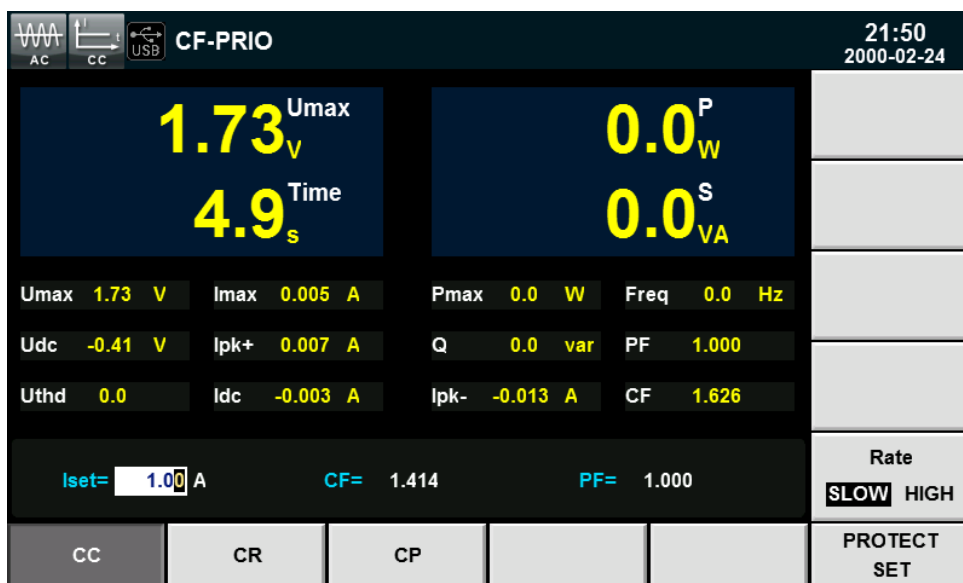 AC CC USB CF-PRIO 21:50
2000-02-24
1.73 Umax V 0.0 P W
4.9 Time s 0.0 S VA
Umax 1.73 V Imax 0.005 A Pmax 0.0 W Freq 0.0 Hz
Udc -0.41 V Ipk+ 0.007 A Q 0.0 var PF 1.000
Uthd 0.0 Idc -0.003 A Ipk- -0.013 A CF 1.626
Iset= 1.00 A CF= 1.414 PF= 1.000
Rate
SLOW HIGH
CC CR CP PROTECT
SET